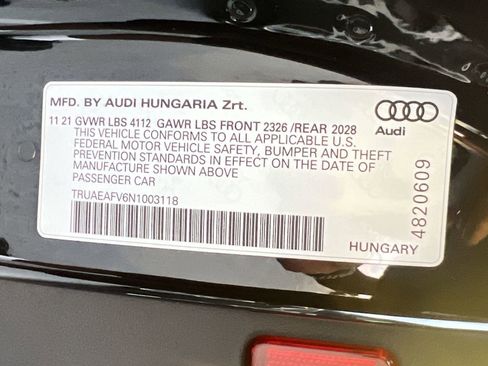 MFD. BY AUDI HUNGARIA Zrt.
11 21 GVWR LBS 4112 GAWR LBS FRONT 2326 /REAR 2028
THIS VEHICLE CONFORMS TO ALL APPLICABLE U.S.
FEDERAL MOTOR VEHICLE SAFETY, BUMPER AND THEFT
PREVENTION STANDARDS IN EFFECT ON THE DATE OF
MANUFACTURE SHOWN ABOVE
PASSENGER CAR
TRUAEAFV6N1003118
Audi
4820609
HUNGARY